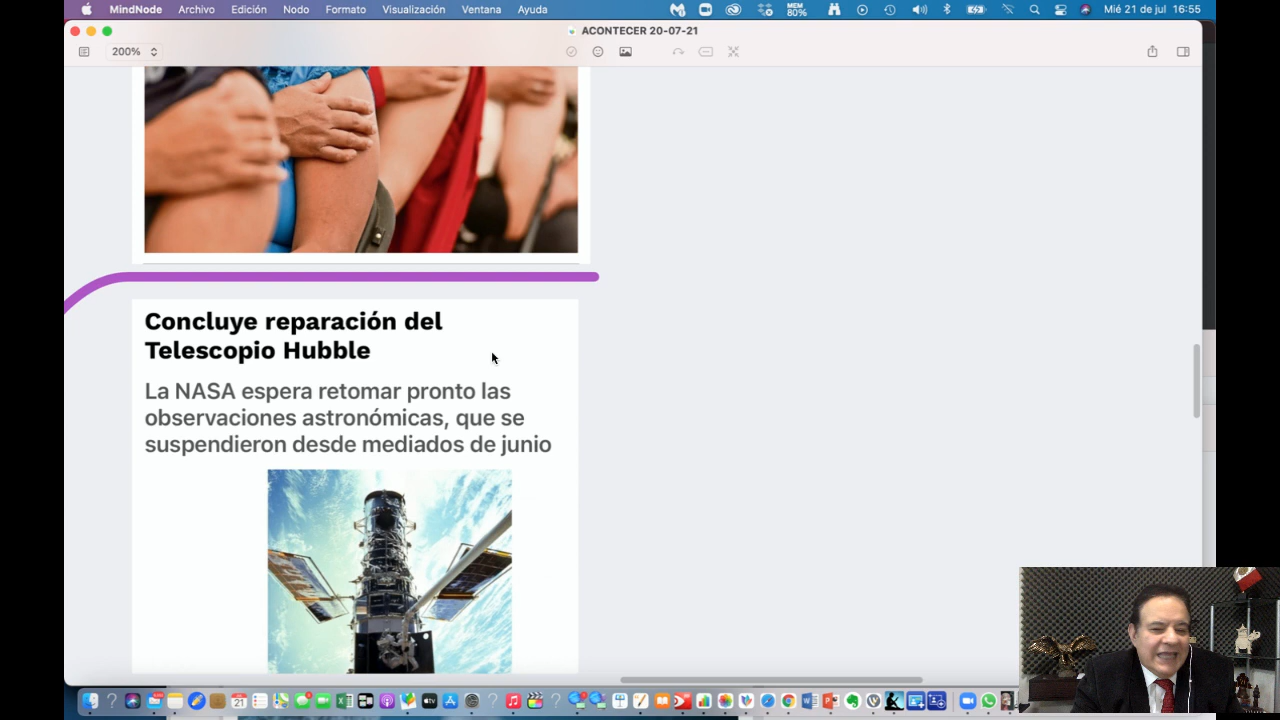 MindNode Archivo Edición Nodo Formato Visualización Ventana Ayuda MEM 80% Mié 21 de jul 16:55
ACONTECER 20-07-21
200%
Concluye reparación del
Telescopio Hubble
La NASA espera retomar pronto las
observaciones astronómicas, que se
suspendieron desde mediados de junio